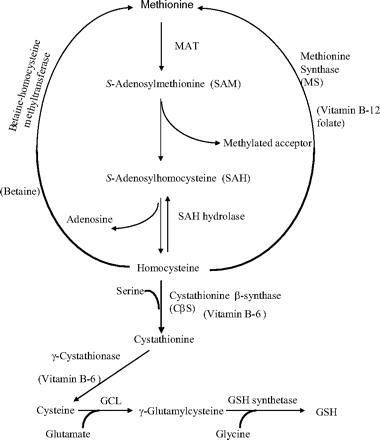 Methionine
MAT
Betaine-homocysteine
methyltransferase
Methionine
Synthase
(MS)
S-Adenosylmethionine (SAM)
(Vitamin B-12
folate)
Methylated acceptor
S-Adenosylhomocysteine (SAH)
(Betaine)
Adenosine
SAH hydrolase
Homocysteine
Serine
Cystathionine β-synthase
(CβS)
(Vitamin B-6)
Cystathionine
γ-Cystathionase
(Vitamin B-6)
Cysteine
GCL
γ-Glutamylcysteine
GSH synthetase
GSH
Glutamate
Glycine